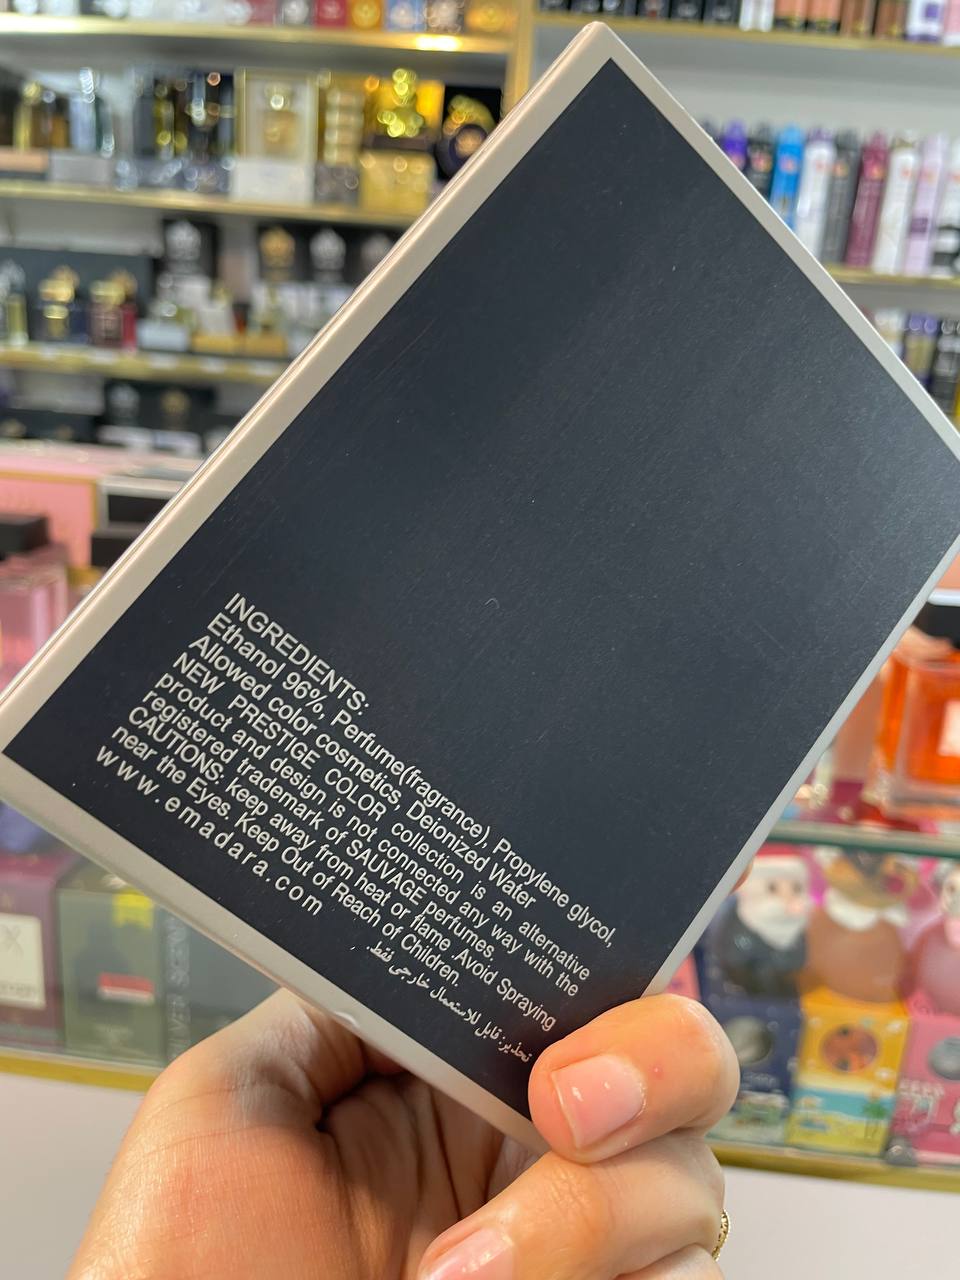 INGREDIENTS:
Ethanol 96%, Perfume(fragrance), Propylene glycol,
Allowed color cosmetics, Deionized Water
NEW PRESTIGE COLOR collection is an alternative
product and design is not connected any way with the
registered trademark of SAUVAGE perfumes.
CAUTIONS: keep away from heat or flame. Avoid Spraying
near the Eyes. Keep Out of Reach of Children.
www.emadara.com
تحذير: قابل للاستعمال خارجي فقط.